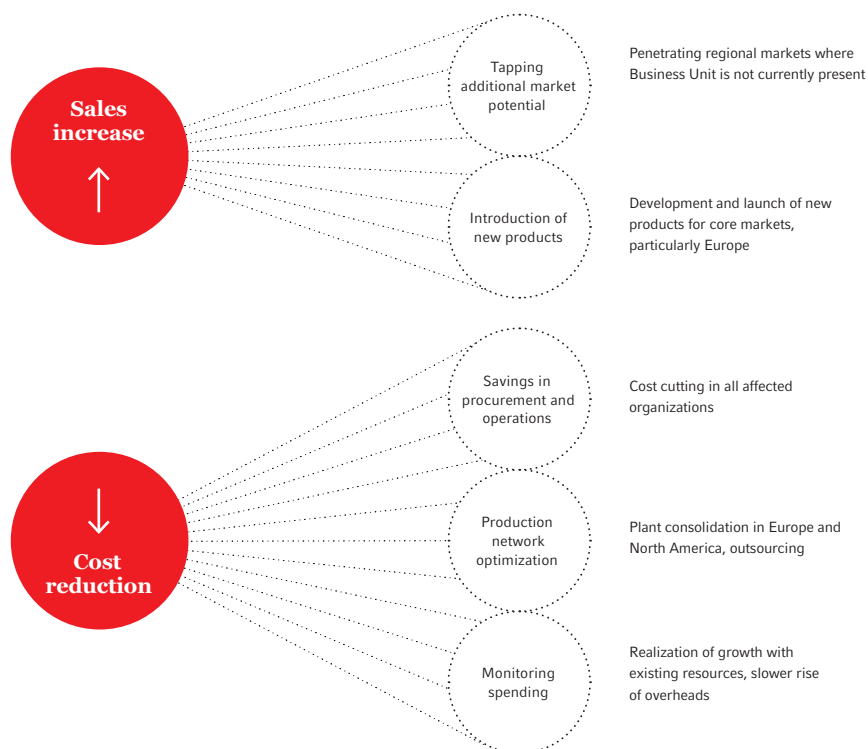 Sales
increase
Tapping
additional market
potential
Penetrating regional markets where
Business Unit is not currently present
Introduction of
new products
Development and launch of new
products for core markets,
particularly Europe
Cost
reduction
Savings in
procurement and
operations
Cost cutting in all affected
organizations
Production
network
optimization
Plant consolidation in Europe and
North America, outsourcing
Monitoring
spending
Realization of growth with
existing resources, slower rise
of overheads